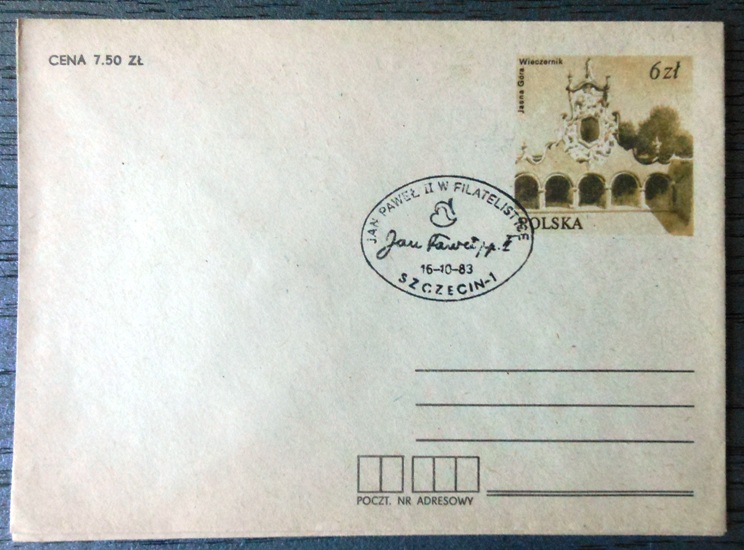 CENA 7.50 ZŁ
Jasna Góra
Wieczernik
6 zł
POLSKA
JAN PAWEŁ II W FILATELISTYCE
Jan Paweł pp. II
16-10-83
SZCZECIN-1
POCZT. NR ADRESOWY